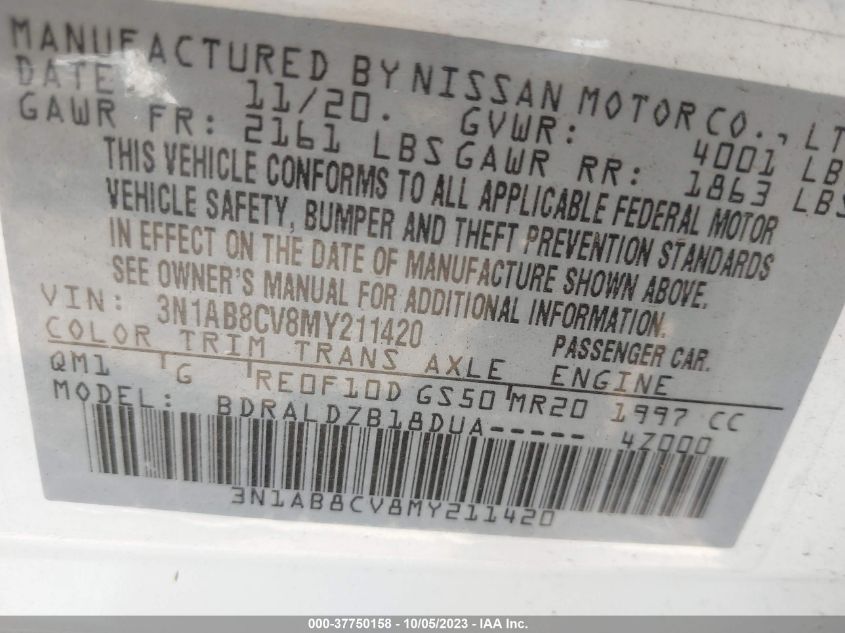 MANUFACTURED BY NISSAN MOTOR CO., LT
DATE: 11/20. GVWR: 4001 LB
GAWR FR: 2161 LBS GAWR RR: 1863 LBS
THIS VEHICLE CONFORMS TO ALL APPLICABLE FEDERAL MOTOR
VEHICLE SAFETY, BUMPER AND THEFT PREVENTION STANDARDS
IN EFFECT ON THE DATE OF MANUFACTURE SHOWN ABOVE.
SEE OWNER'S MANUAL FOR ADDITIONAL INFORMATION.
VIN: 3N1AB8CV8MY211420 PASSENGER CAR.
COLOR TRIM TRANS AXLE ENGINE
QM1 G RE0F10D GS50 MR20 1997 CC
MODEL: BDRALDZB18DUA----- 4Z000
3N1AB8CV8MY211420
000-37750158 - 10/05/2023 - IAA Inc.